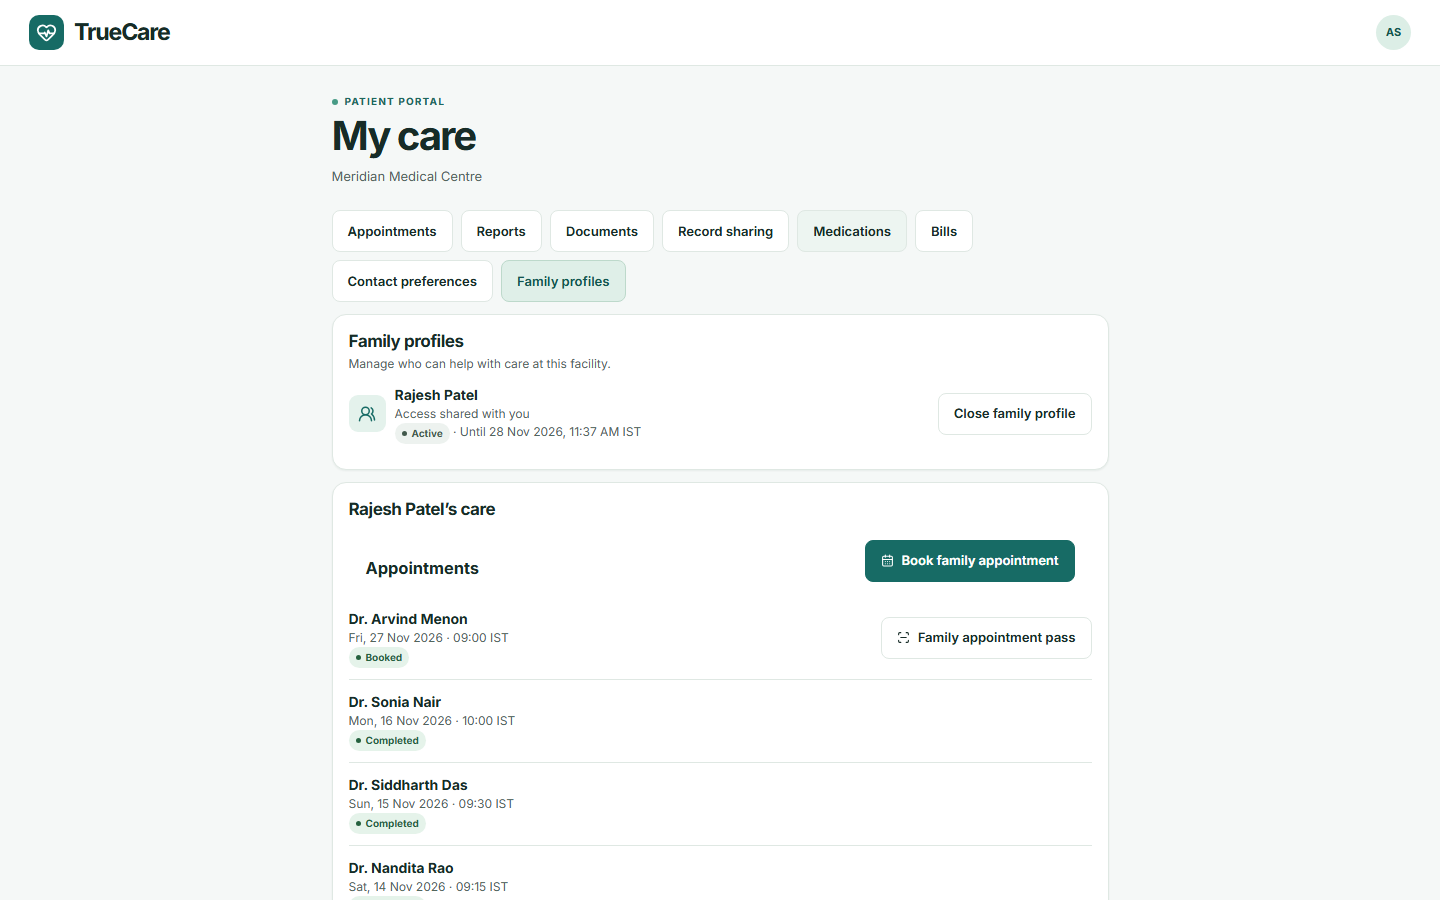 TrueCare
AS
PATIENT PORTAL
My care
Meridian Medical Centre
Appointments
Reports
Documents
Record sharing
Medications
Bills
Contact preferences
Family profiles
Family profiles
Manage who can help with care at this facility.
Rajesh Patel
Access shared with you
Active · Until 28 Nov 2026, 11:37 AM IST
Close family profile
Rajesh Patel’s care
Appointments
Book family appointment
Dr. Arvind Menon
Fri, 27 Nov 2026 · 09:00 IST
Booked
Family appointment pass
Dr. Sonia Nair
Mon, 16 Nov 2026 · 10:00 IST
Completed
Dr. Siddharth Das
Sun, 15 Nov 2026 · 09:30 IST
Completed
Dr. Nandita Rao
Sat, 14 Nov 2026 · 09:15 IST